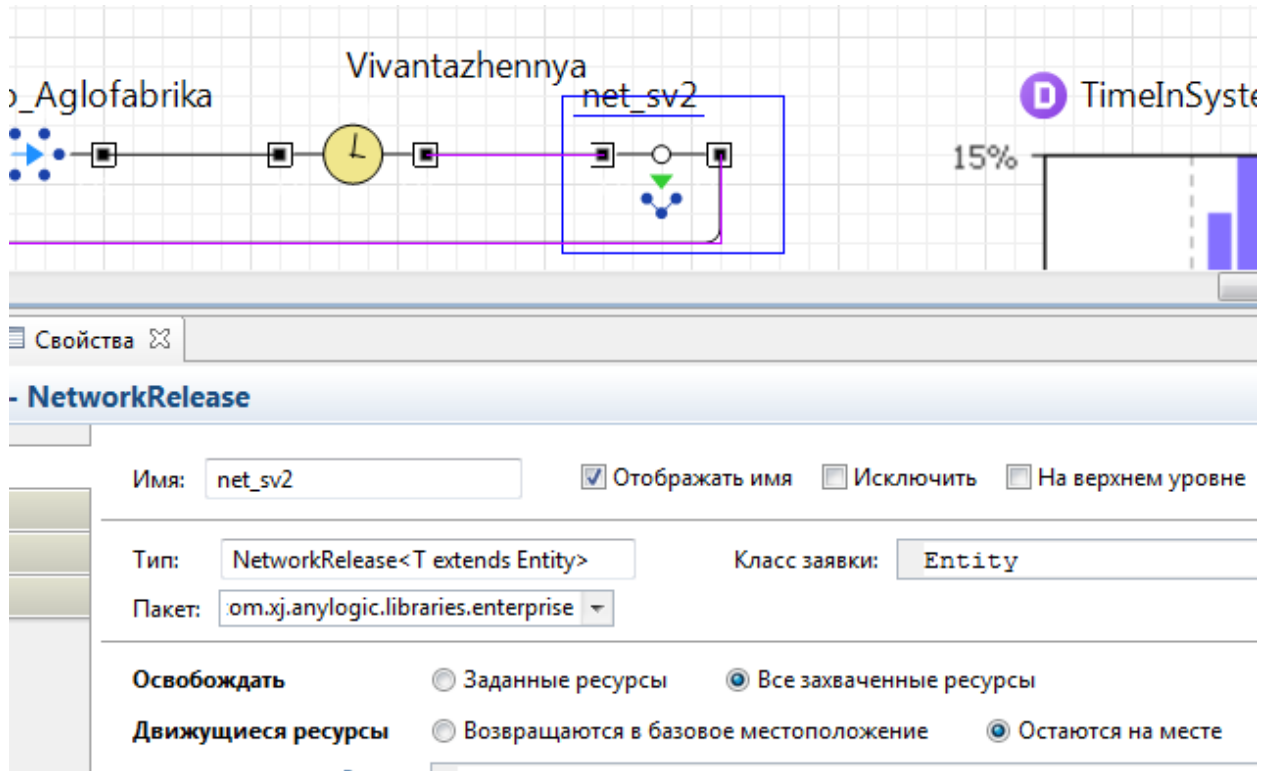 Vivantazhennya
o_Aglofabrika
net_sv2
TimeInSyste
15%
Свойства
- NetworkRelease
Имя: net_sv2 Отображать имя Исключить На верхнем уровне
Тип: NetworkRelease<T extends Entity> Класс заявки: Entity
Пакет: :om.xj.anylogic.libraries.enterprise
Освобождать Заданные ресурсы Все захваченные ресурсы
Движущиеся ресурсы Возвращаются в базовое местоположение Остаются на месте